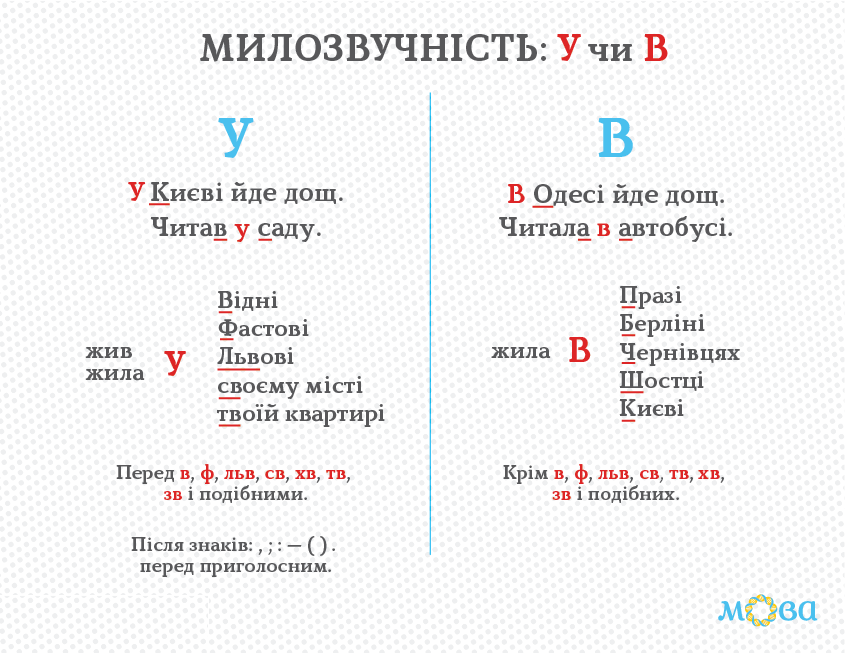 МИЛОЗВУЧНІСТЬ: У чи В
У
У Києві йде дощ.
Читав у саду.
жив
жила
у
Відні
Фастові
Львові
своєму місті
твоїй квартирі
Перед в, ф, льв, св, хв, тв,
зв і подібними.
Після знаків: , ; : — ( ) .
перед приголосним.
В
В Одесі йде дощ.
Читала в автобусі.
жила
В
Празі
Берліні
Чернівцях
Шостці
Києві
Крім в, ф, льв, св, тв, хв,
зв і подібних.
мова